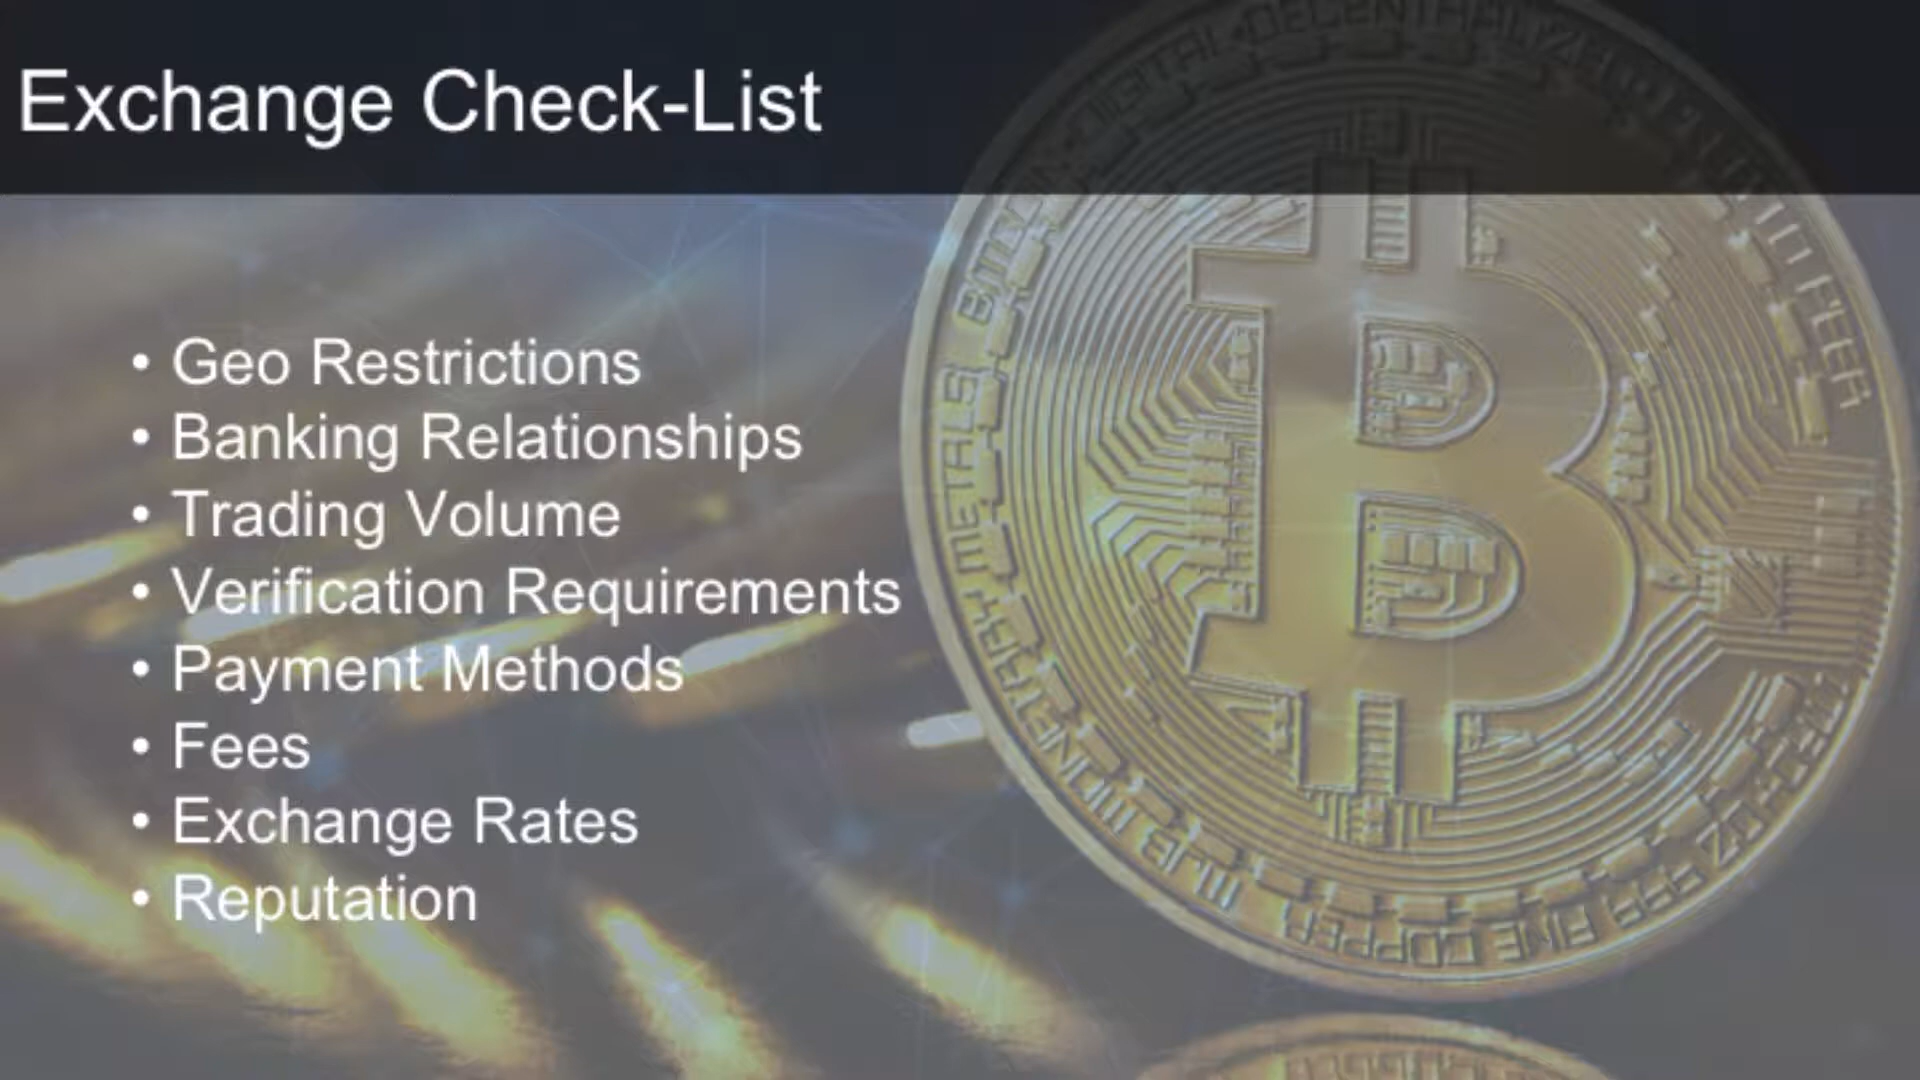 Exchange Check-List
• Geo Restrictions
• Banking Relationships
• Trading Volume
• Verification Requirements
• Payment Methods
• Fees
• Exchange Rates
• Reputation